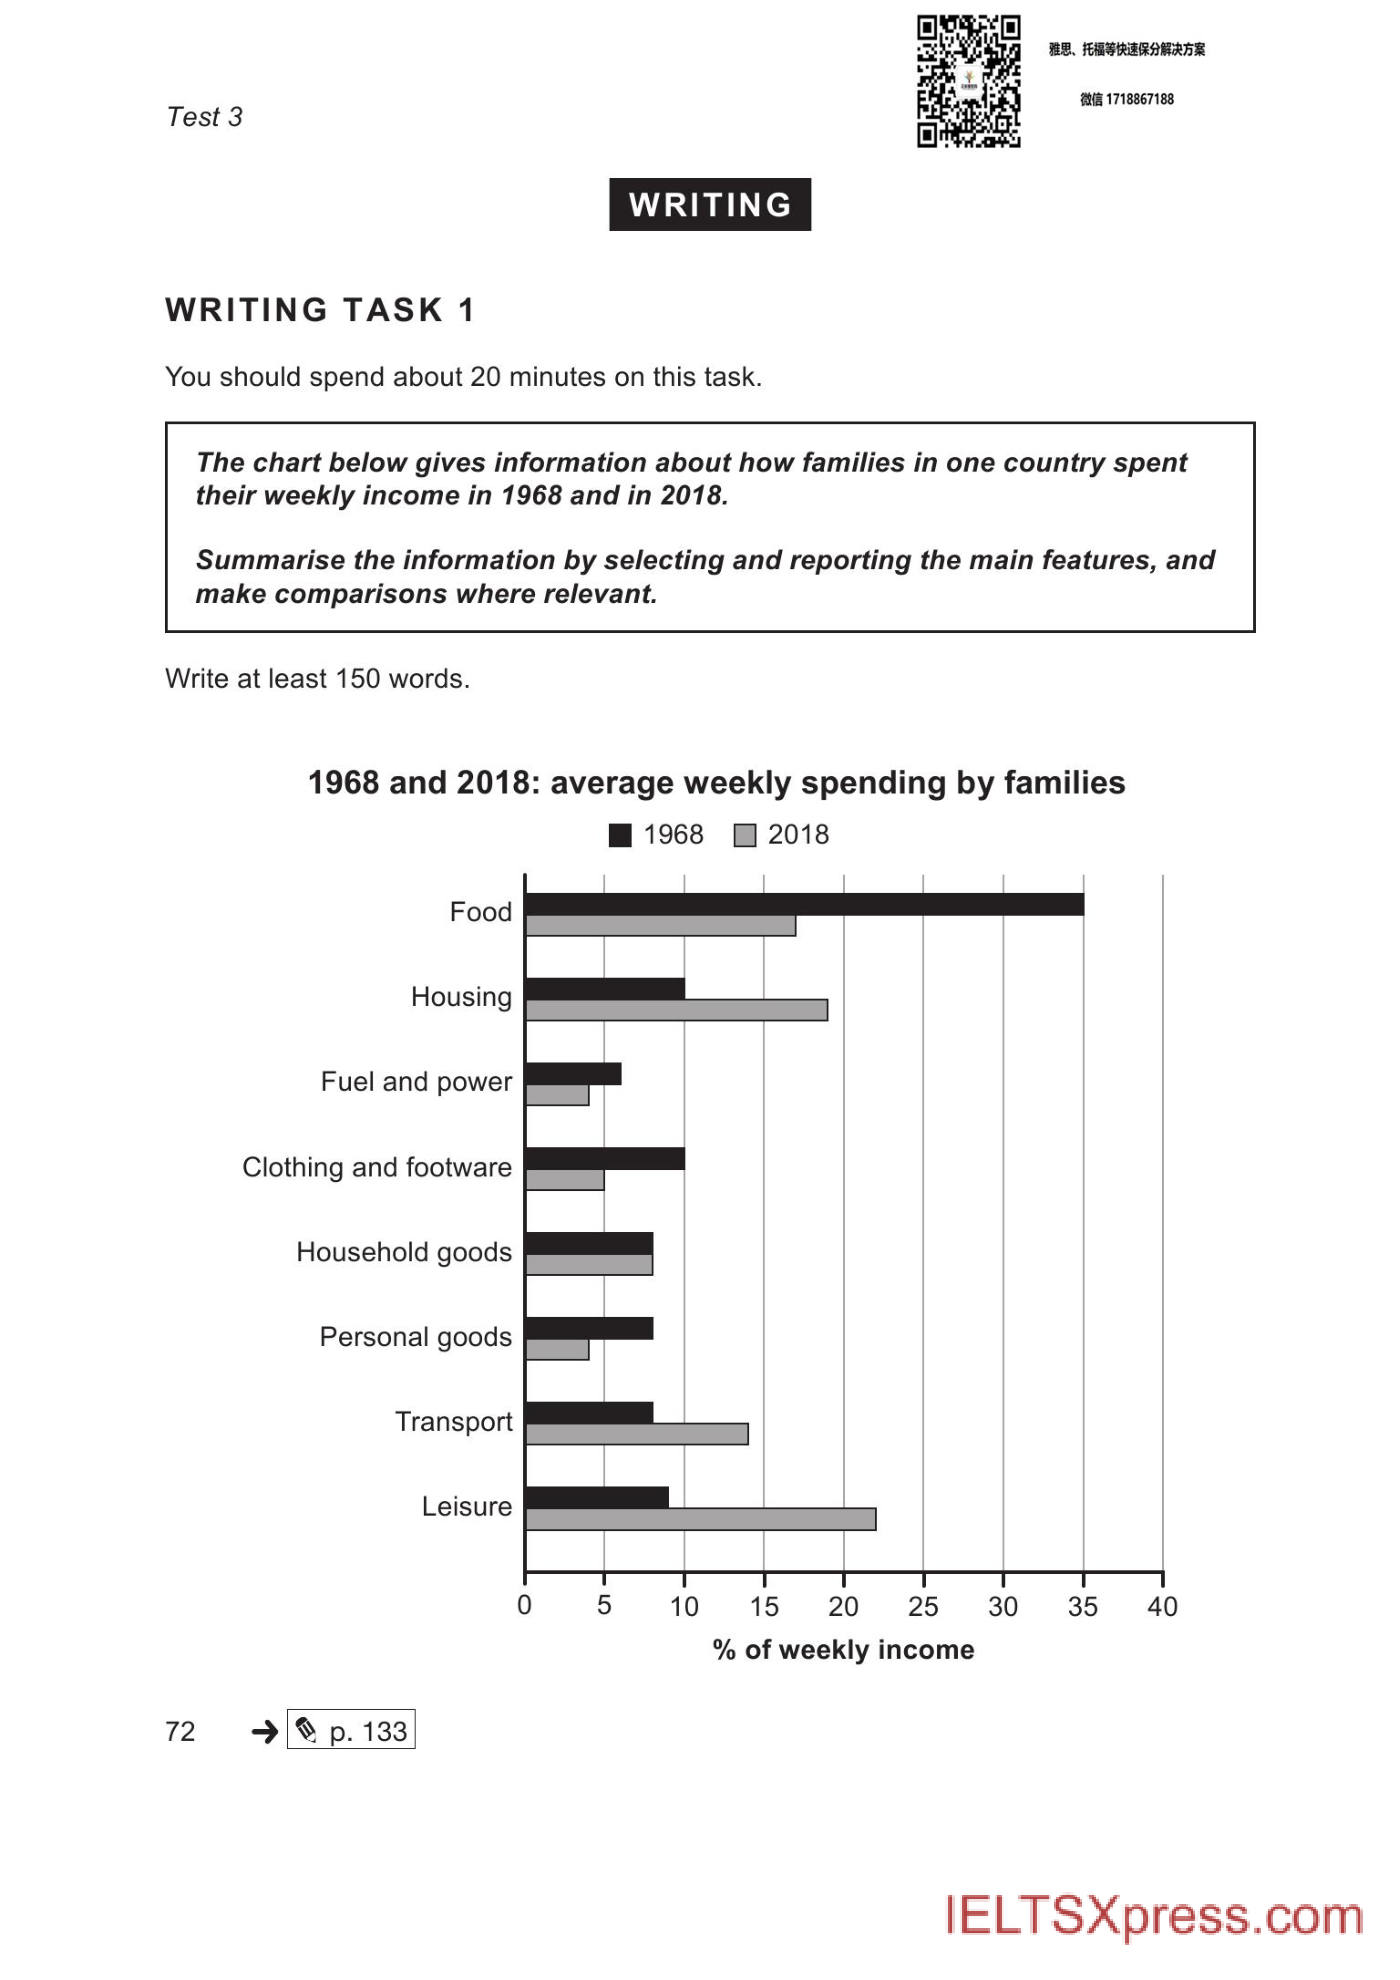 雅思、托福等快速保分解决方案
微信 1718867188
Test 3
WRITING
WRITING TASK 1
You should spend about 20 minutes on this task.
The chart below gives information about how families in one country spent
their weekly income in 1968 and in 2018.
Summarise the information by selecting and reporting the main features, and
make comparisons where relevant.
Write at least 150 words.
1968 and 2018: average weekly spending by families
1968 2018
Food
Housing
Fuel and power
Clothing and footware
Household goods
Personal goods
Transport
Leisure
0 5 10 15 20 25 30 35 40
% of weekly income
72 p. 133
IELTSXpress.com